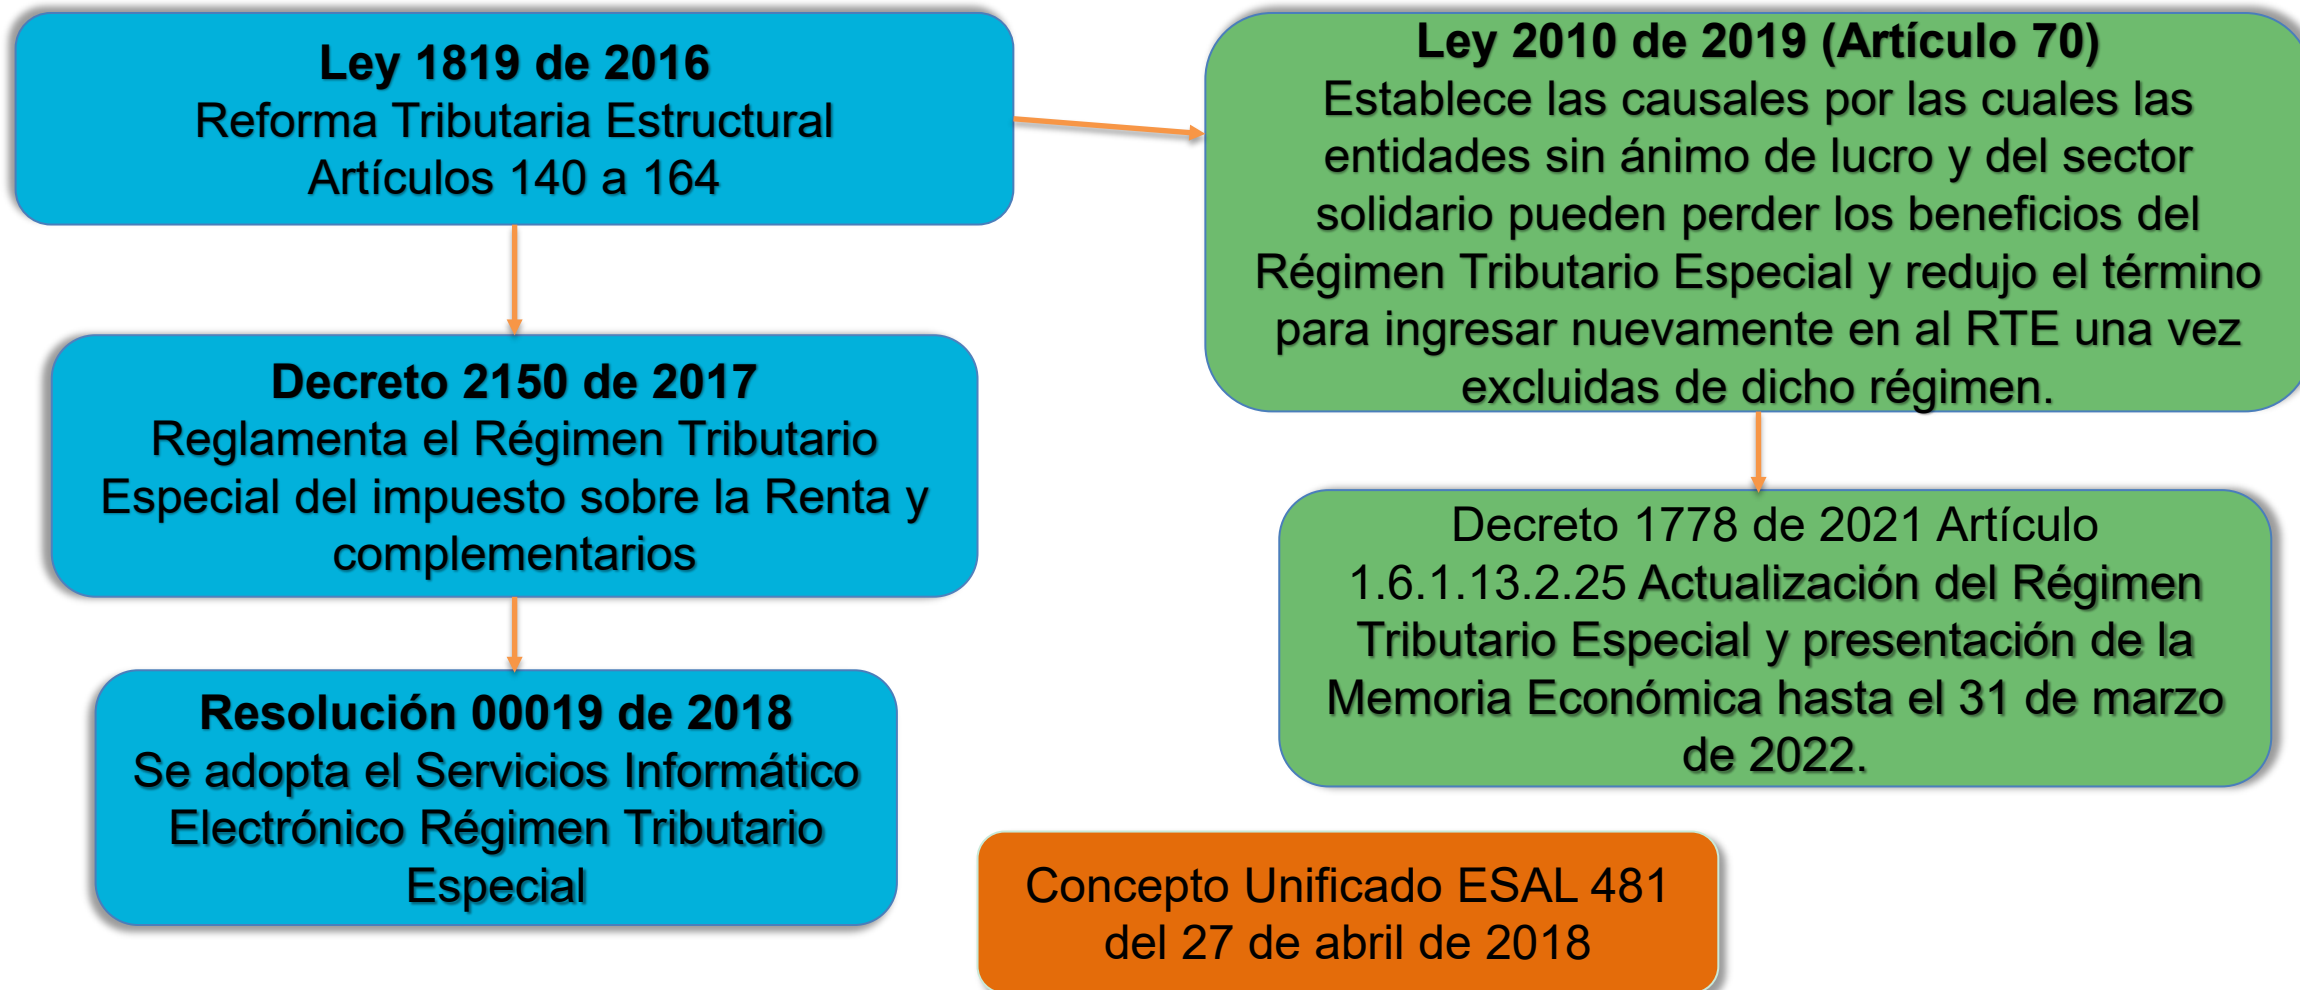 Ley 1819 de 2016
Reforma Tributaria Estructural
Artículos 140 a 164
Decreto 2150 de 2017
Reglamenta el Régimen Tributario
Especial del impuesto sobre la Renta y
complementarios
Resolución 00019 de 2018
Se adopta el Servicios Informático
Electrónico Régimen Tributario
Especial
Ley 2010 de 2019 (Artículo 70)
Establece las causales por las cuales las
entidades sin ánimo de lucro y del sector
solidario pueden perder los beneficios del
Régimen Tributario Especial y redujo el término
para ingresar nuevamente en al RTE una vez
excluidas de dicho régimen.
Decreto 1778 de 2021 Artículo
1.6.1.13.2.25 Actualización del Régimen
Tributario Especial y presentación de la
Memoria Económica hasta el 31 de marzo
de 2022.
Concepto Unificado ESAL 481
del 27 de abril de 2018